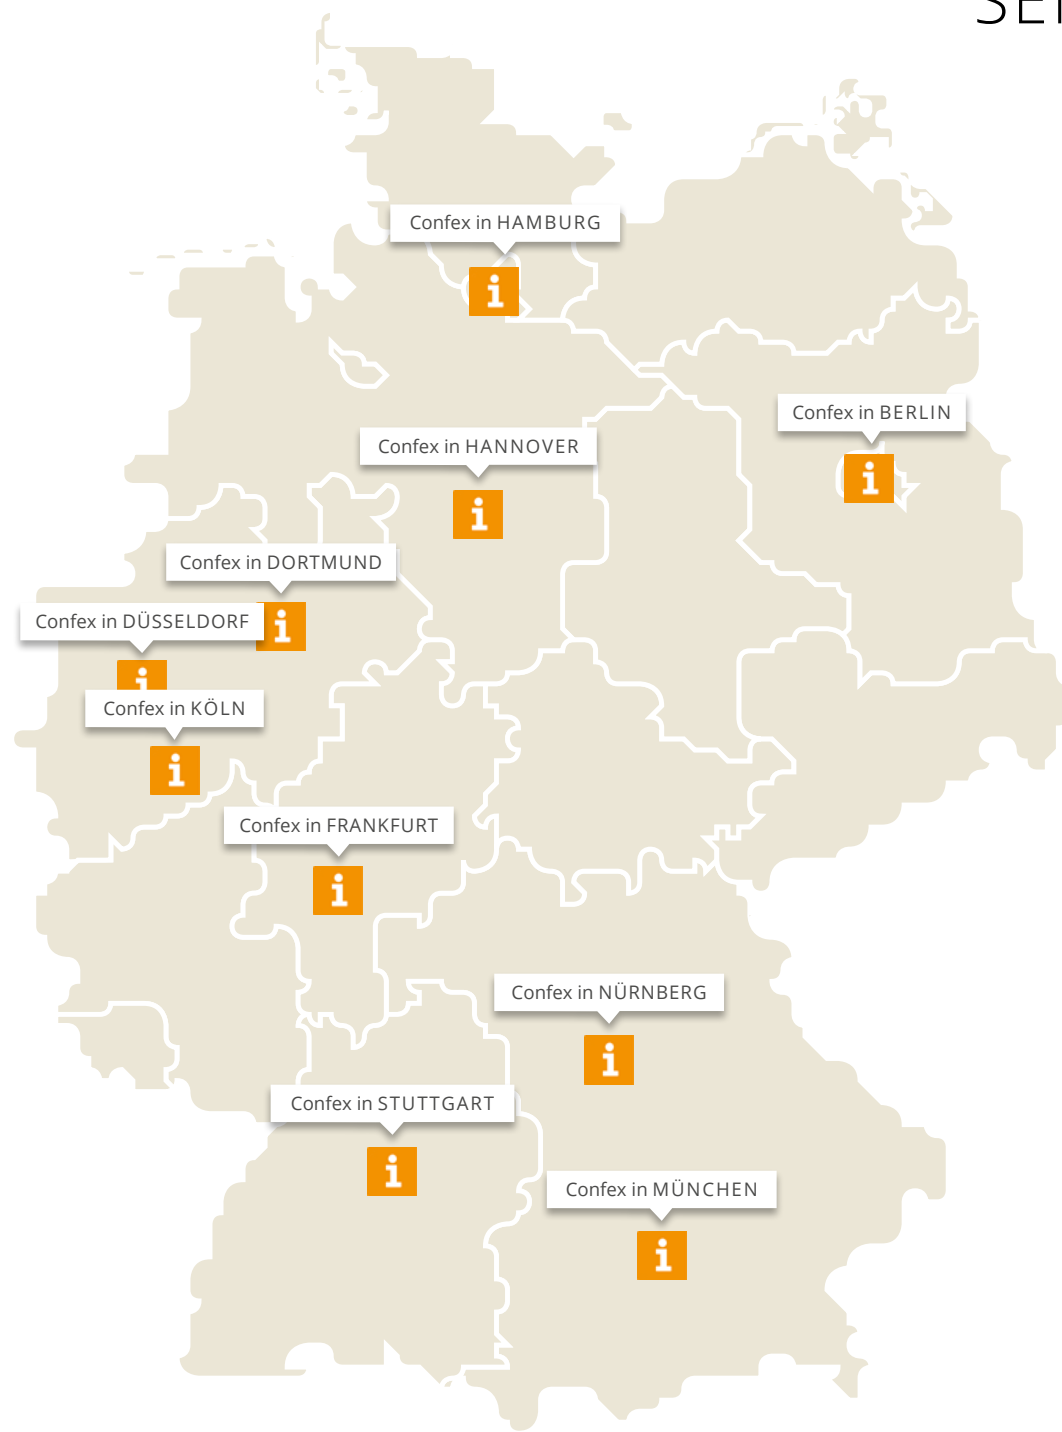 Confex in HAMBURG
Confex in BERLIN
Confex in HANNOVER
Confex in DORTMUND
Confex in DÜSSELDORF
Confex in KÖLN
Confex in FRANKFURT
Confex in NÜRNBERG
Confex in STUTTGART
Confex in MÜNCHEN